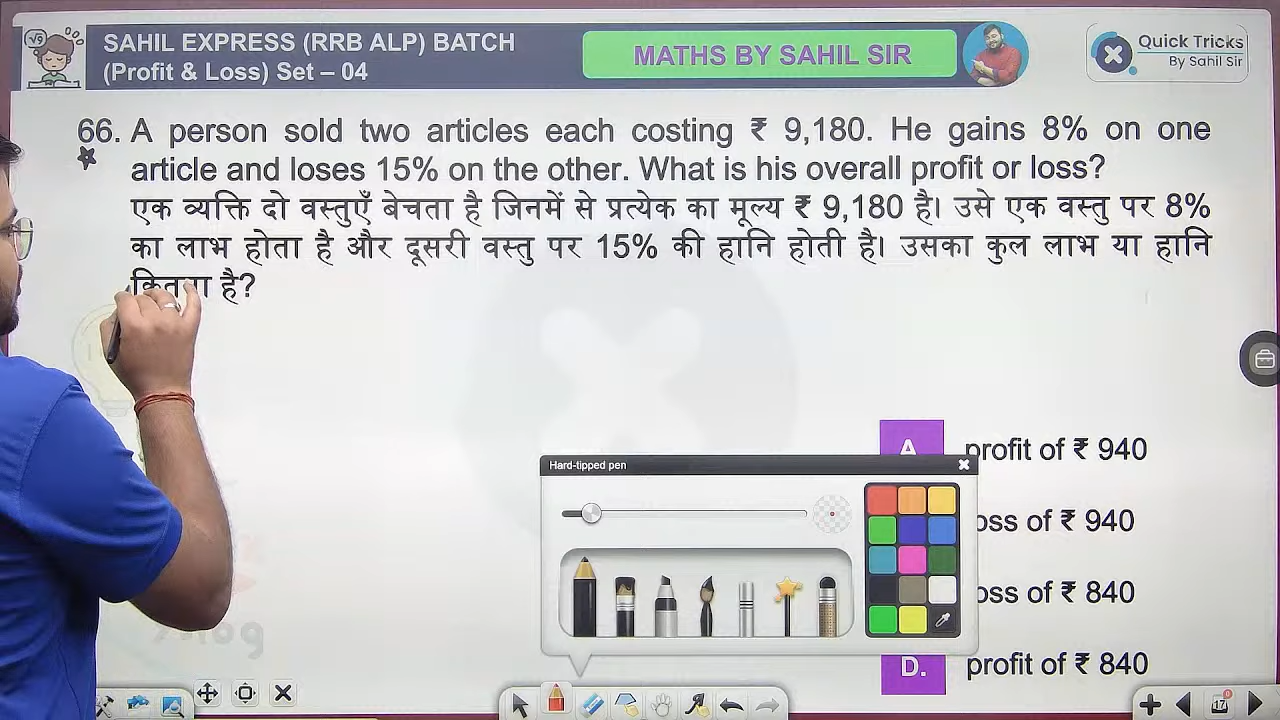 SAHIL EXPRESS (RRB ALP) BATCH
(Profit & Loss) Set – 04
MATHS BY SAHIL SIR
Quick Tricks
By Sahil Sir
66. A person sold two articles each costing ₹ 9,180. He gains 8% on one
article and loses 15% on the other. What is his overall profit or loss?
एक व्यक्ति दो वस्तुएँ बेचता है जिनमें से प्रत्येक का मूल्य ₹ 9,180 है। उसे एक वस्तु पर 8%
का लाभ होता है और दूसरी वस्तु पर 15% की हानि होती है। उसका कुल लाभ या हानि
है?
A. profit of ₹ 940
oss of ₹ 940
oss of ₹ 840
D. profit of ₹ 840
Hard-tipped pen
17